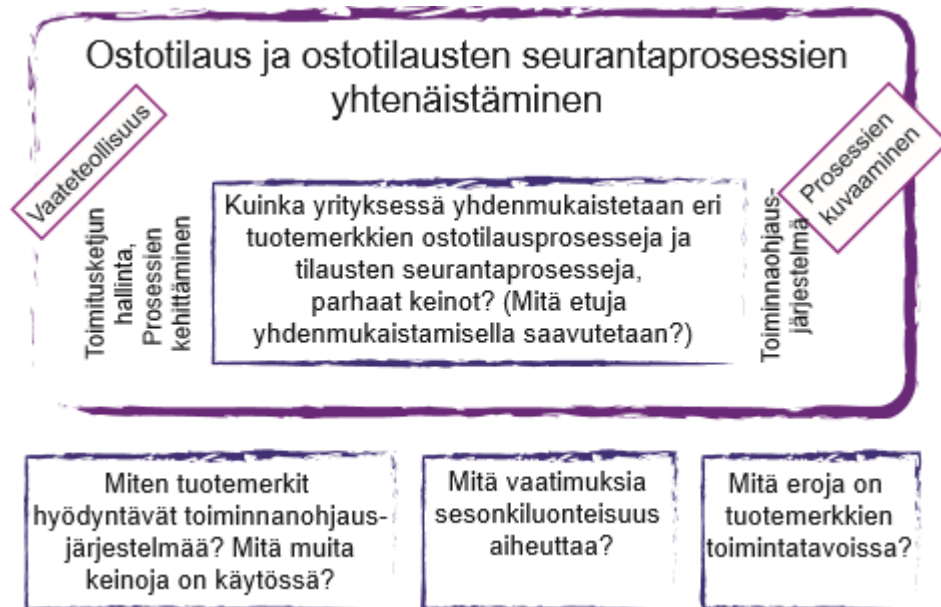 Ostotilaus ja ostotilausten seurantaprosessien
yhtenäistäminen
Vaateteollisuus
Prosessien
kuvaaminen
Toimitusketjun
hallinta,
Prosessien
kehittäminen
Kuinka yrityksessä yhdenmukaistetaan eri
tuotemerkkien ostotilausprosesseja ja
tilausten seurantaprosesseja,
parhaat keinot? (Mitä etuja
yhdenmukaistamisella saavutetaan?)
Toiminnaohjaus-
järjestelmä
Miten tuotemerkit
hyödyntävät toiminnanohjaus-
järjestelmää? Mitä muita
keinoja on käytössä?
Mitä vaatimuksia
sesonkiluonteisuus
aiheuttaa?
Mitä eroja on
tuotemerkkien
toimintatavoissa?